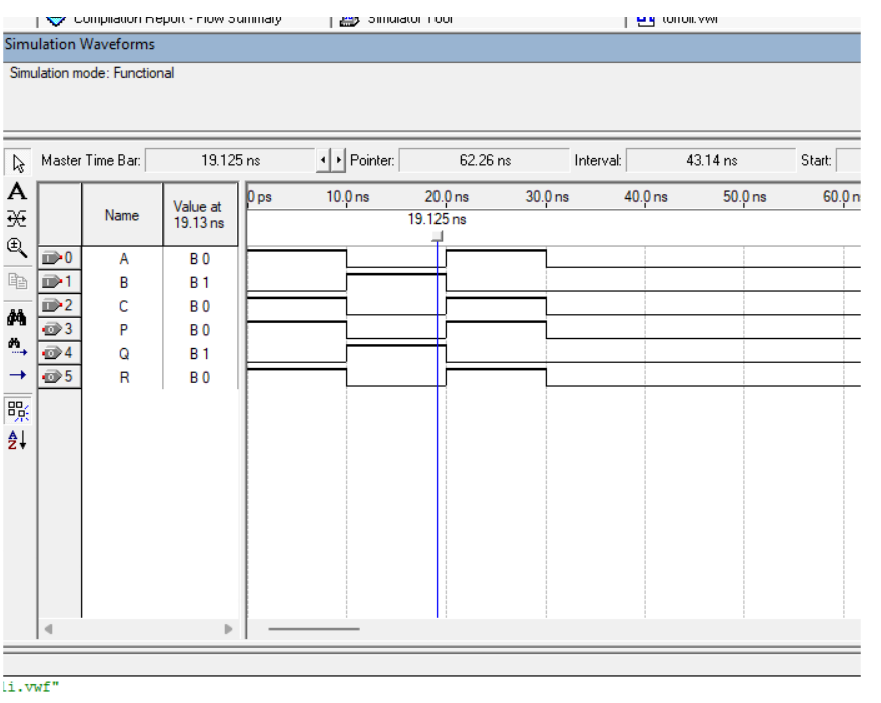 Compilation Report - Flow Summary Simulator Tool toffoli.vwf
Simulation Waveforms
Simulation mode: Functional
Master Time Bar: 19.125 ns Pointer: 62.26 ns Interval: 43.14 ns Start:
Name Value at 19.13 ns
0 ps 10.0 ns 20.0 ns 30.0 ns 40.0 ns 50.0 ns 60.0 n
19.125 ns
0 A B 0
1 B B 1
2 C B 0
3 P B 0
4 Q B 1
5 R B 0
li.vwf"